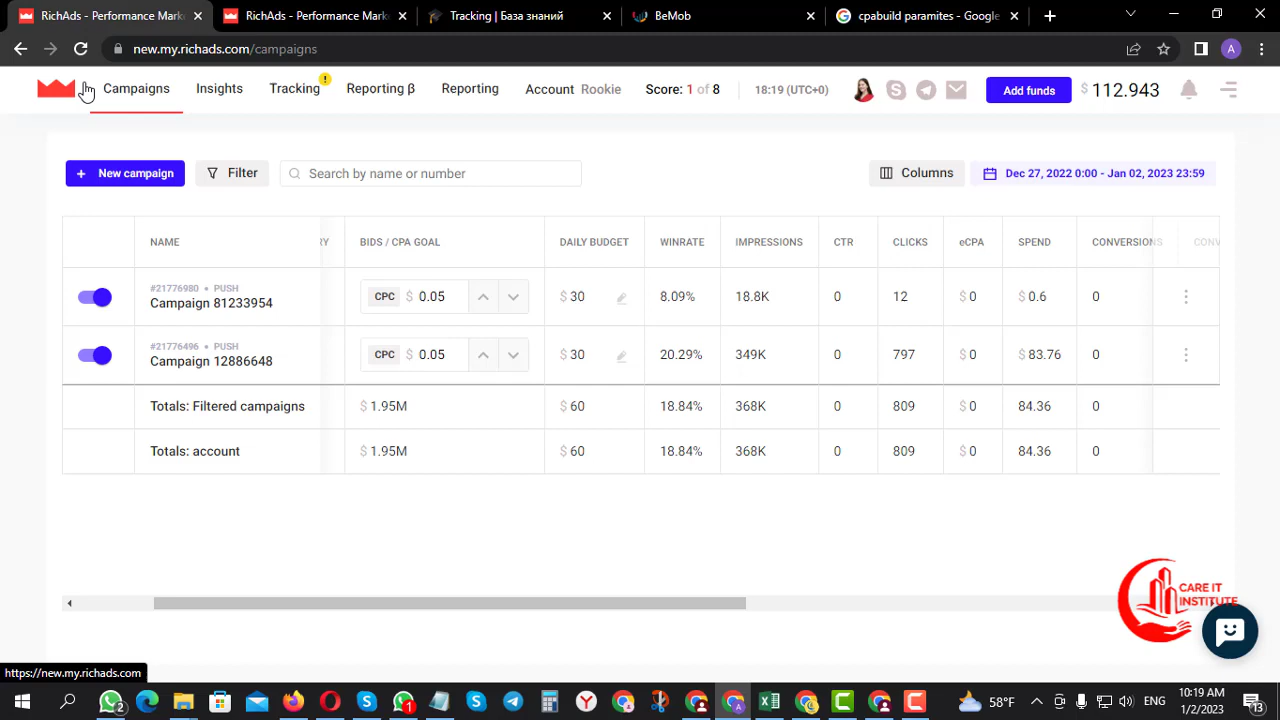 RichAds - Performance Mark
RichAds - Performance Mark
Tracking | База знаний
BeMob
cpabuild paramites - Google
new.my.richads.com/campaigns
A
Campaigns
Insights
Tracking
!
Reporting β
Reporting
Account Rookie
Score: 1 of 8
18:19 (UTC+0)
Add funds
$ 112.943
+ New campaign
Filter
Search by name or number
Columns
Dec 27, 2022 0:00 - Jan 02, 2023 23:59
NAME
RY
BIDS / CPA GOAL
DAILY BUDGET
WINRATE
IMPRESSIONS
CTR
CLICKS
eCPA
SPEND
CONVERSIONS
CONV
#21776980 • PUSH
Campaign 81233954
CPC $ 0.05
$ 30
8.09%
18.8K
0
12
$ 0
$ 0.6
0
#21776496 • PUSH
Campaign 12886648
CPC $ 0.05
$ 30
20.29%
349K
0
797
$ 0
$ 83.76
0
Totals: Filtered campaigns
$ 1.95M
$ 60
18.84%
368K
0
809
$ 0
84.36
0
Totals: account
$ 1.95M
$ 60
18.84%
368K
0
809
$ 0
84.36
0
CARE IT
INSTITUTE
https://new.my.richads.com
2
1
58°F
ENG
10:19 AM
1/2/2023
13